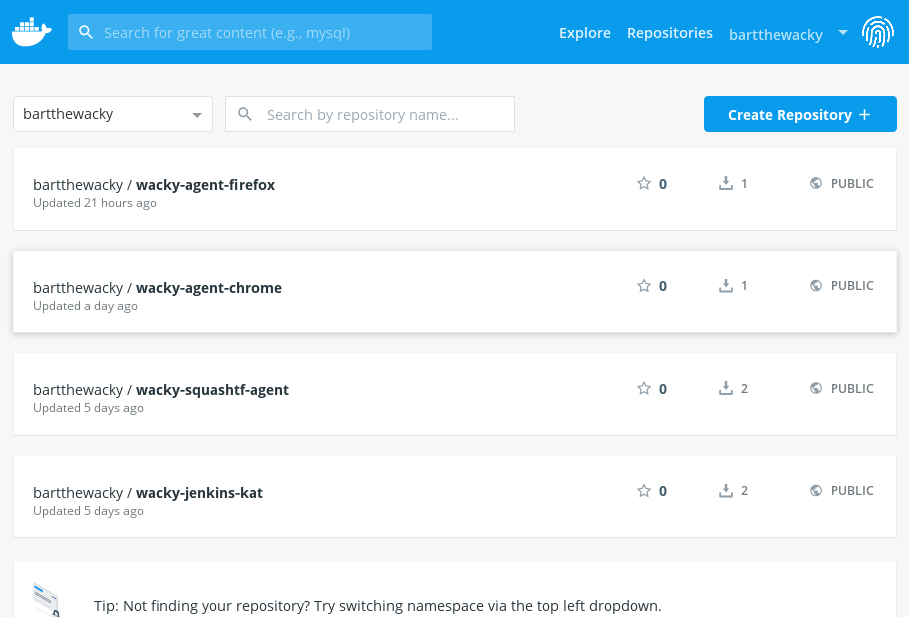 Search for great content (e.g., mysql)
Explore Repositories bartthewacky
bartthewacky
Search by repository name...
Create Repository +
bartthewacky / wacky-agent-firefox 0 1 PUBLIC
Updated 21 hours ago
bartthewacky / wacky-agent-chrome 0 1 PUBLIC
Updated a day ago
bartthewacky / wacky-squashtf-agent 0 2 PUBLIC
Updated 5 days ago
bartthewacky / wacky-jenkins-kat 0 2 PUBLIC
Updated 5 days ago
Tip: Not finding your repository? Try switching namespace via the top left dropdown.